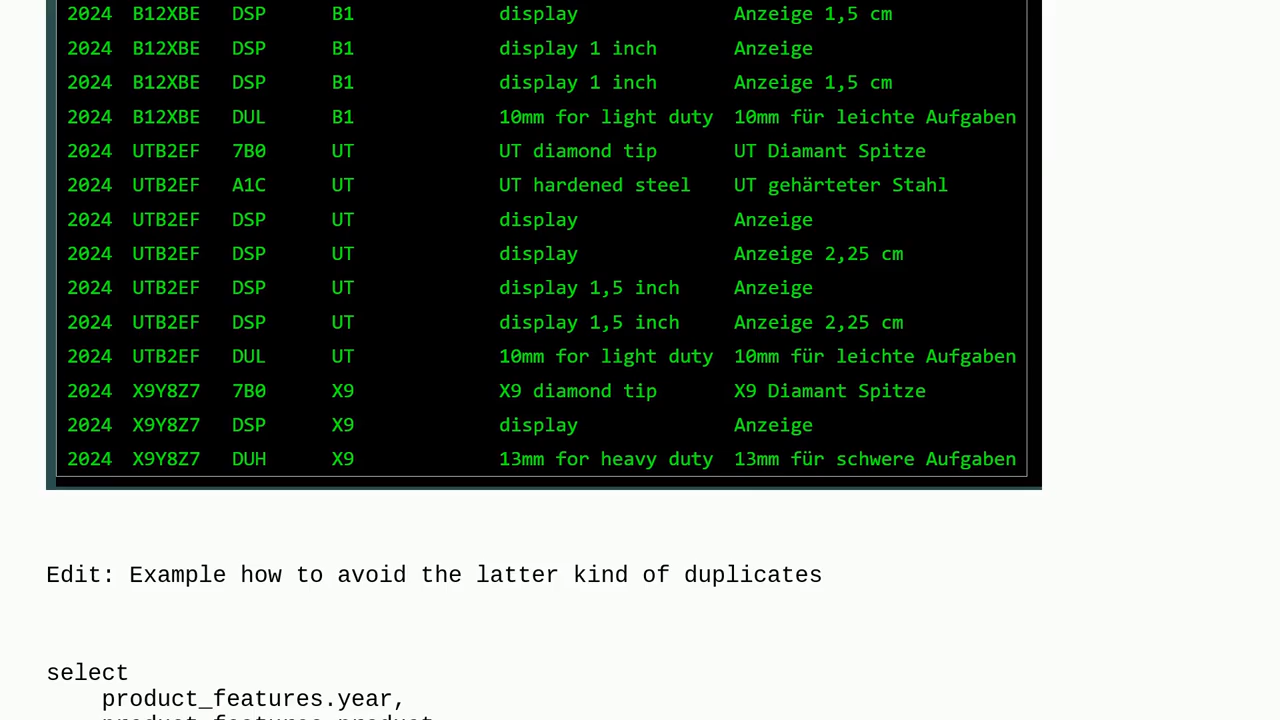 2024 B12XBE DSP B1 display Anzeige 1,5 cm
2024 B12XBE DSP B1 display 1 inch Anzeige
2024 B12XBE DSP B1 display 1 inch Anzeige 1,5 cm
2024 B12XBE DUL B1 10mm for light duty 10mm für leichte Aufgaben
2024 UTB2EF 7B0 UT UT diamond tip UT Diamant Spitze
2024 UTB2EF A1C UT UT hardened steel UT gehärteter Stahl
2024 UTB2EF DSP UT display Anzeige
2024 UTB2EF DSP UT display Anzeige 2,25 cm
2024 UTB2EF DSP UT display 1,5 inch Anzeige
2024 UTB2EF DSP UT display 1,5 inch Anzeige 2,25 cm
2024 UTB2EF DUL UT 10mm for light duty 10mm für leichte Aufgaben
2024 X9Y8Z7 7B0 X9 X9 diamond tip X9 Diamant Spitze
2024 X9Y8Z7 DSP X9 display Anzeige
2024 X9Y8Z7 DUH X9 13mm for heavy duty 13mm für schwere Aufgaben
Edit: Example how to avoid the latter kind of duplicates
select
product_features.year,